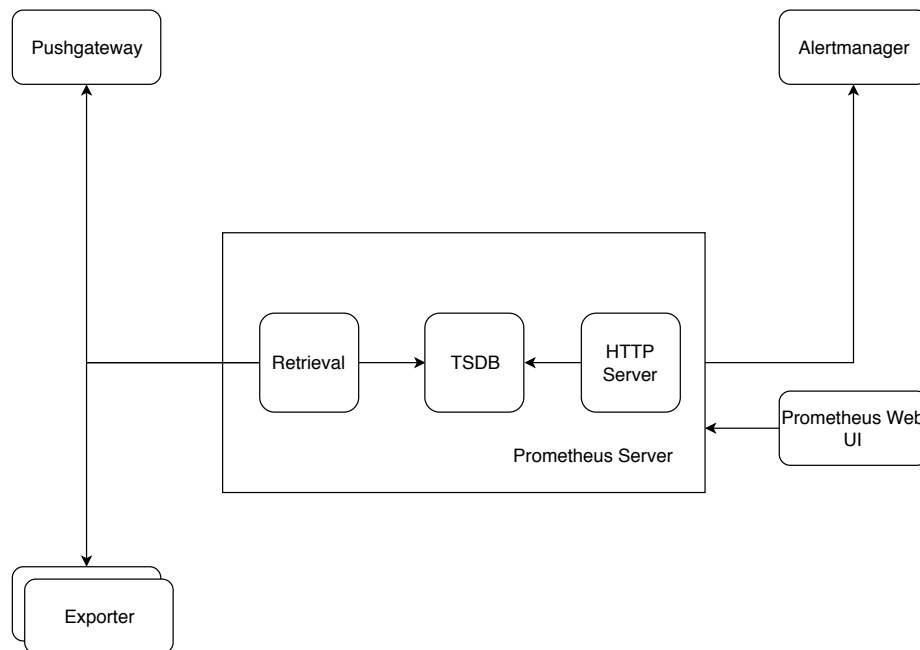 Pushgateway
Alertmanager
Retrieval
TSDB
HTTP
Server
Prometheus Server
Prometheus Web
UI
Exporter